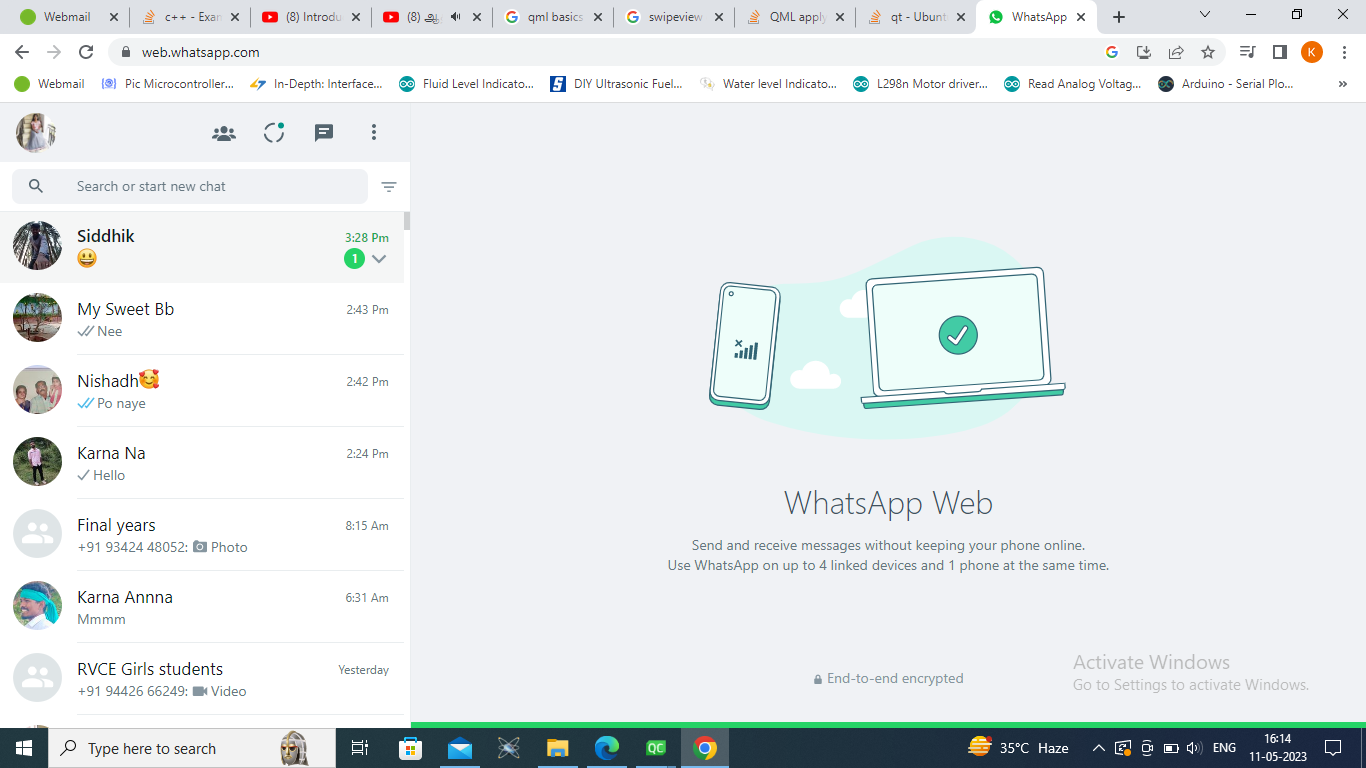 Webmail
c++ - Exan
(8) Introdu
(8) ஆ
qml basics
swipeview
QML apply
qt - Ubunt
WhatsApp
web.whatsapp.com
K
Webmail
Pic Microcontroller...
In-Depth: Interface...
Fluid Level Indicato...
DIY Ultrasonic Fuel...
Water level Indicato...
L298n Motor driver...
Read Analog Voltag...
Arduino - Serial Plo...
»
Search or start new chat
Siddhik
3:28 Pm
😃
1
My Sweet Bb
2:43 Pm
Nee
Nishadh🥰
2:42 Pm
Po naye
Karna Na
2:24 Pm
Hello
Final years
8:15 Am
+91 93424 48052: Photo
Karna Annna
6:31 Am
Mmmm
RVCE Girls students
Yesterday
+91 94426 66249: Video
WhatsApp Web
Send and receive messages without keeping your phone online.
Use WhatsApp on up to 4 linked devices and 1 phone at the same time.
End-to-end encrypted
Activate Windows
Go to Settings to activate Windows.
Type here to search
QC
35°C Haze
ENG
16:14
11-05-2023